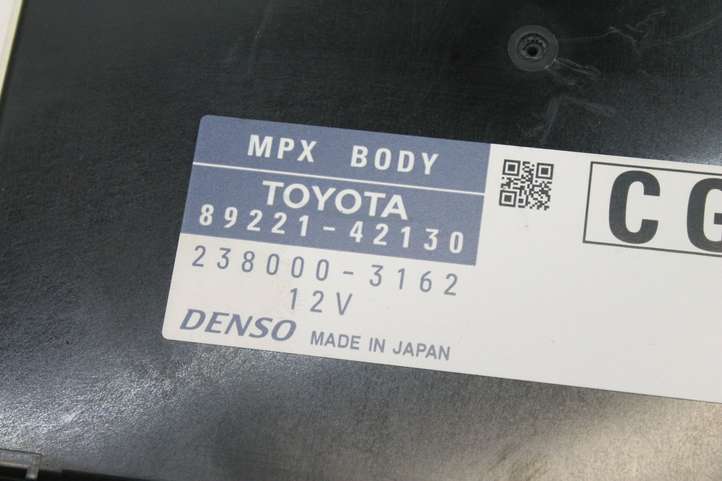 MPX BODY
TOYOTA
89221-42130
238000-3162
12V
DENSO MADE IN JAPAN
CG